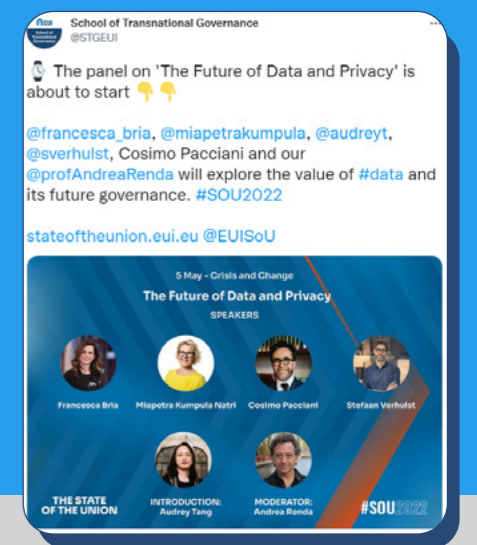 School of Transnational Governance
@STGEUI
The panel on 'The Future of Data and Privacy' is
about to start
@francesca_bria, @miapetrakumpula, @audreyt,
@sverhulst, Cosimo Pacciani and our
@profAndreaRenda will explore the value of #data and
its future governance. #SOU2022
stateoftheunion.eui.eu @EUISoU
5 May - Crisis and Change
The Future of Data and Privacy
SPEAKERS
Francesca Bria
Miapetra Kumpula Natri
Cosimo Pacciani
Stefaan Verhulst
THE STATE
OF THE UNION
INTRODUCTION:
Audrey Tang
MODERATOR:
Andrea Renda
#SOU2022